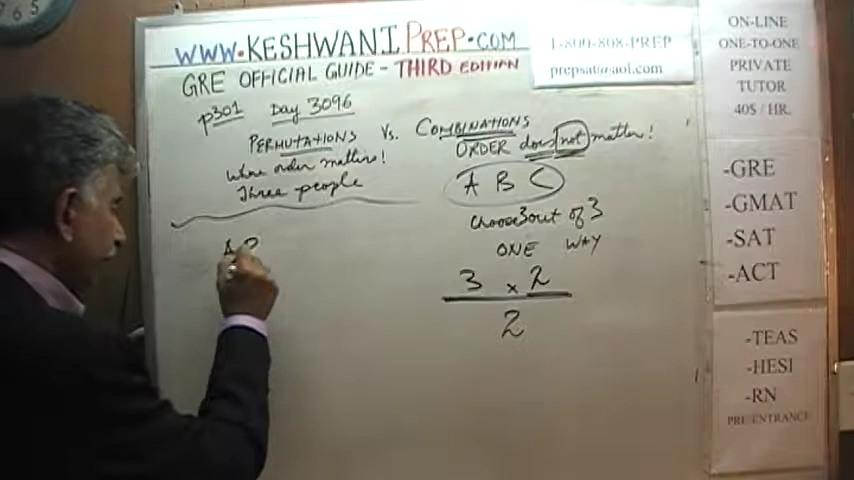 765
WWW.KESHWANIPREP.COM
GRE OFFICIAL GUIDE - THIRD EDITION
1-800-808-PREP
prepsat@aol.com
p301 Day 3096
PERMUTATIONS Vs. COMBINATIONS
where order matters!
ORDER does not matter!
Three people
A B C
choose 3 out of 3
ONE WAY
3 x 2
2
A B
ON-LINE
ONE-TO-ONE
PRIVATE
TUTOR
40$ / HR.
-GRE
-GMAT
-SAT
-ACT
-TEAS
-HESI
-RN
PRE/ENTRANCE